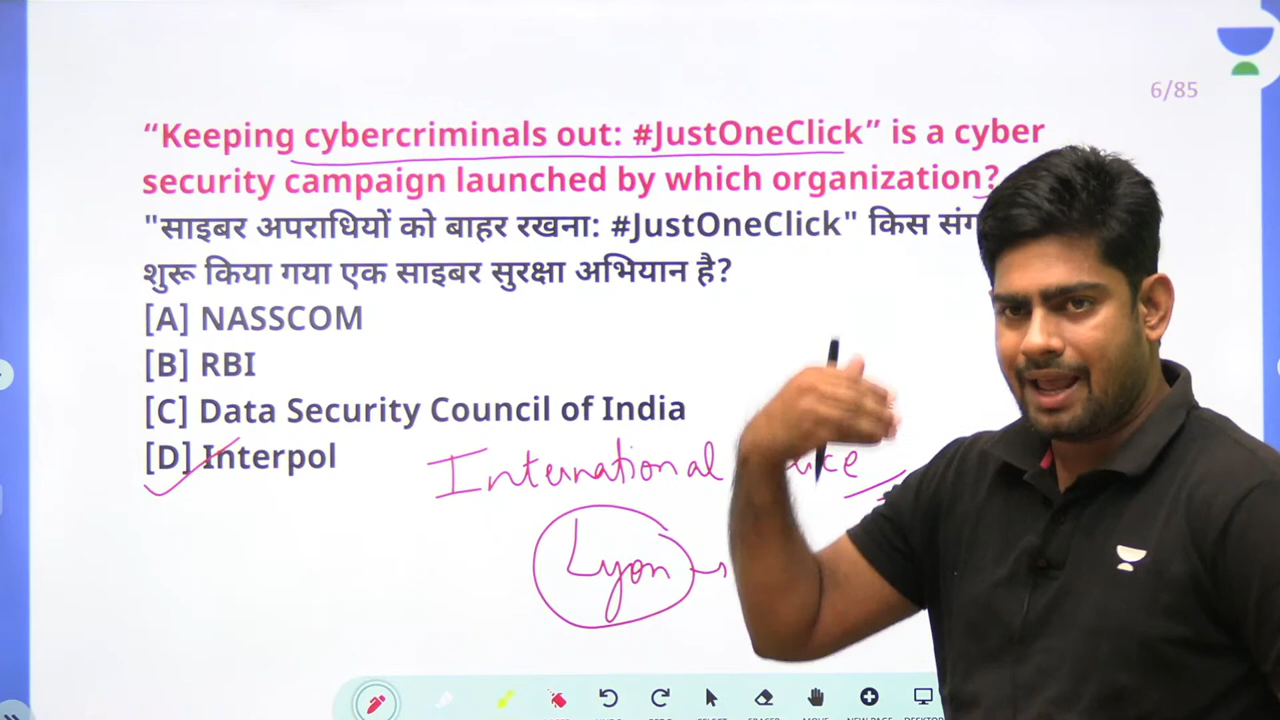 6/85
“Keeping cybercriminals out: #JustOneClick” is a cyber
security campaign launched by which organization?
"साइबर अपराधियों को बाहर रखना: #JustOneClick" किस
शुरू किया गया एक साइबर सुरक्षा अभियान है?
[A] NASSCOM
[B] RBI
[C] Data Security Council of India
[D] Interpol
International
Lyon